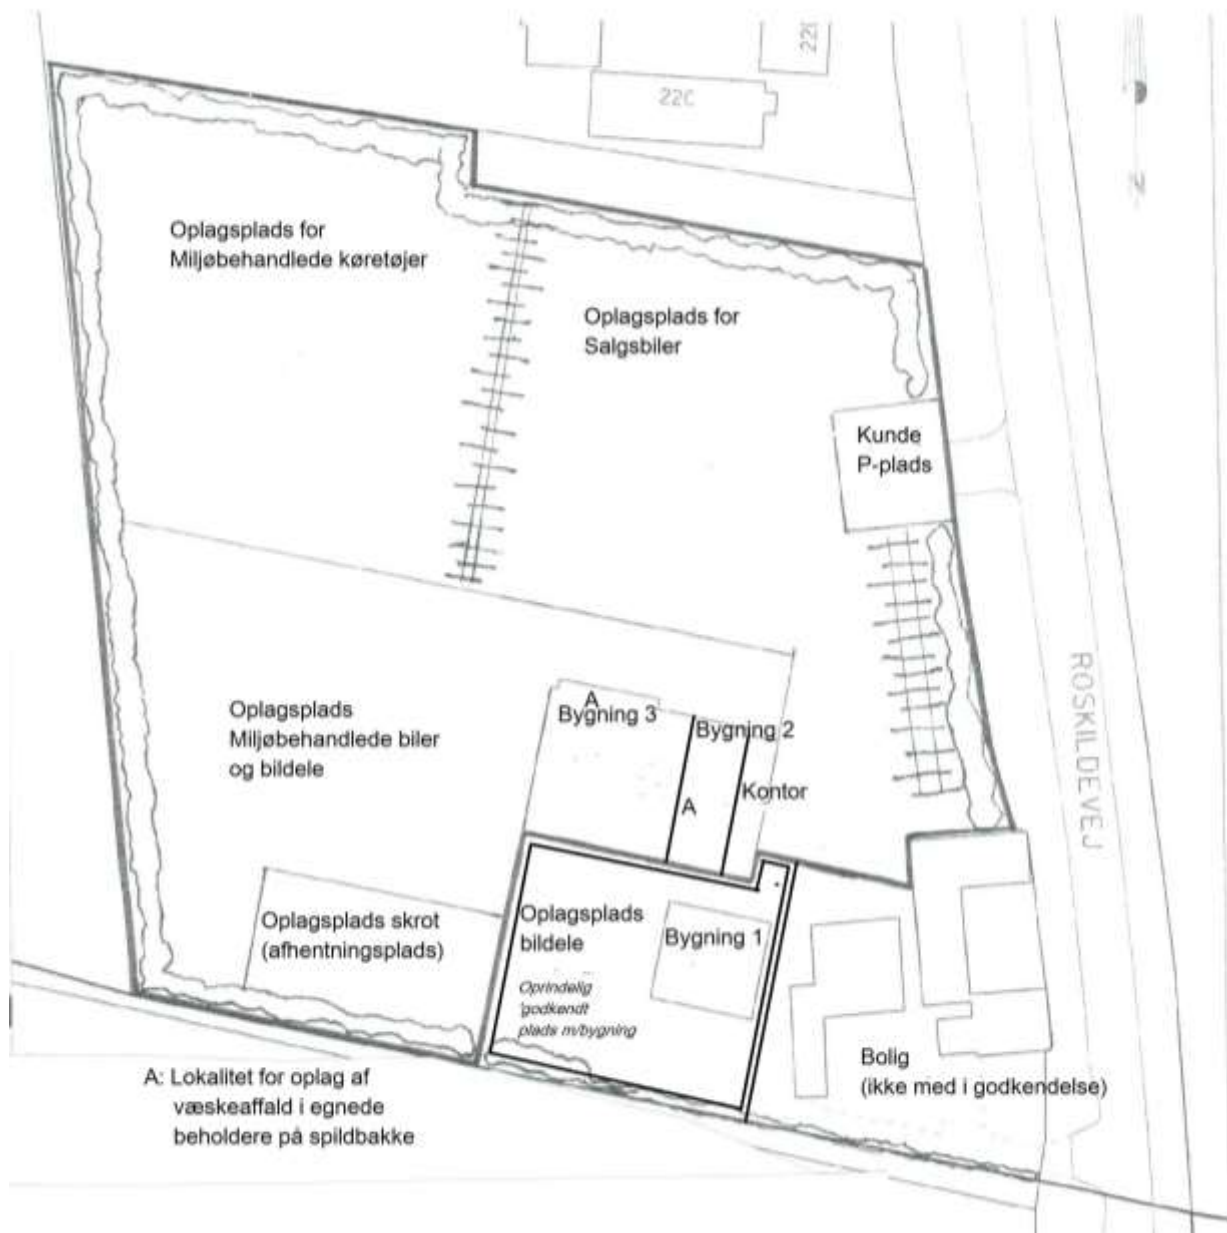 22C
Oplagsplads for
Miljøbehandlede køretøjer
Oplagsplads for
Salgsbiler
Kunde
P-plads
N
ROSKILDEVEJ
Oplagsplads
Miljøbehandlede biler
og bildele
A
Bygning 3
Bygning 2
A
Kontor
Oplagsplads skrot
(afhentningsplads)
Oplagsplads
bildele
Bygning 1
Oprindelig
'godkendt
plads m/bygning
Bolig
(ikke med i godkendelse)
A: Lokalitet for oplag af
væskeaffald i egnede
beholdere på spildbakke